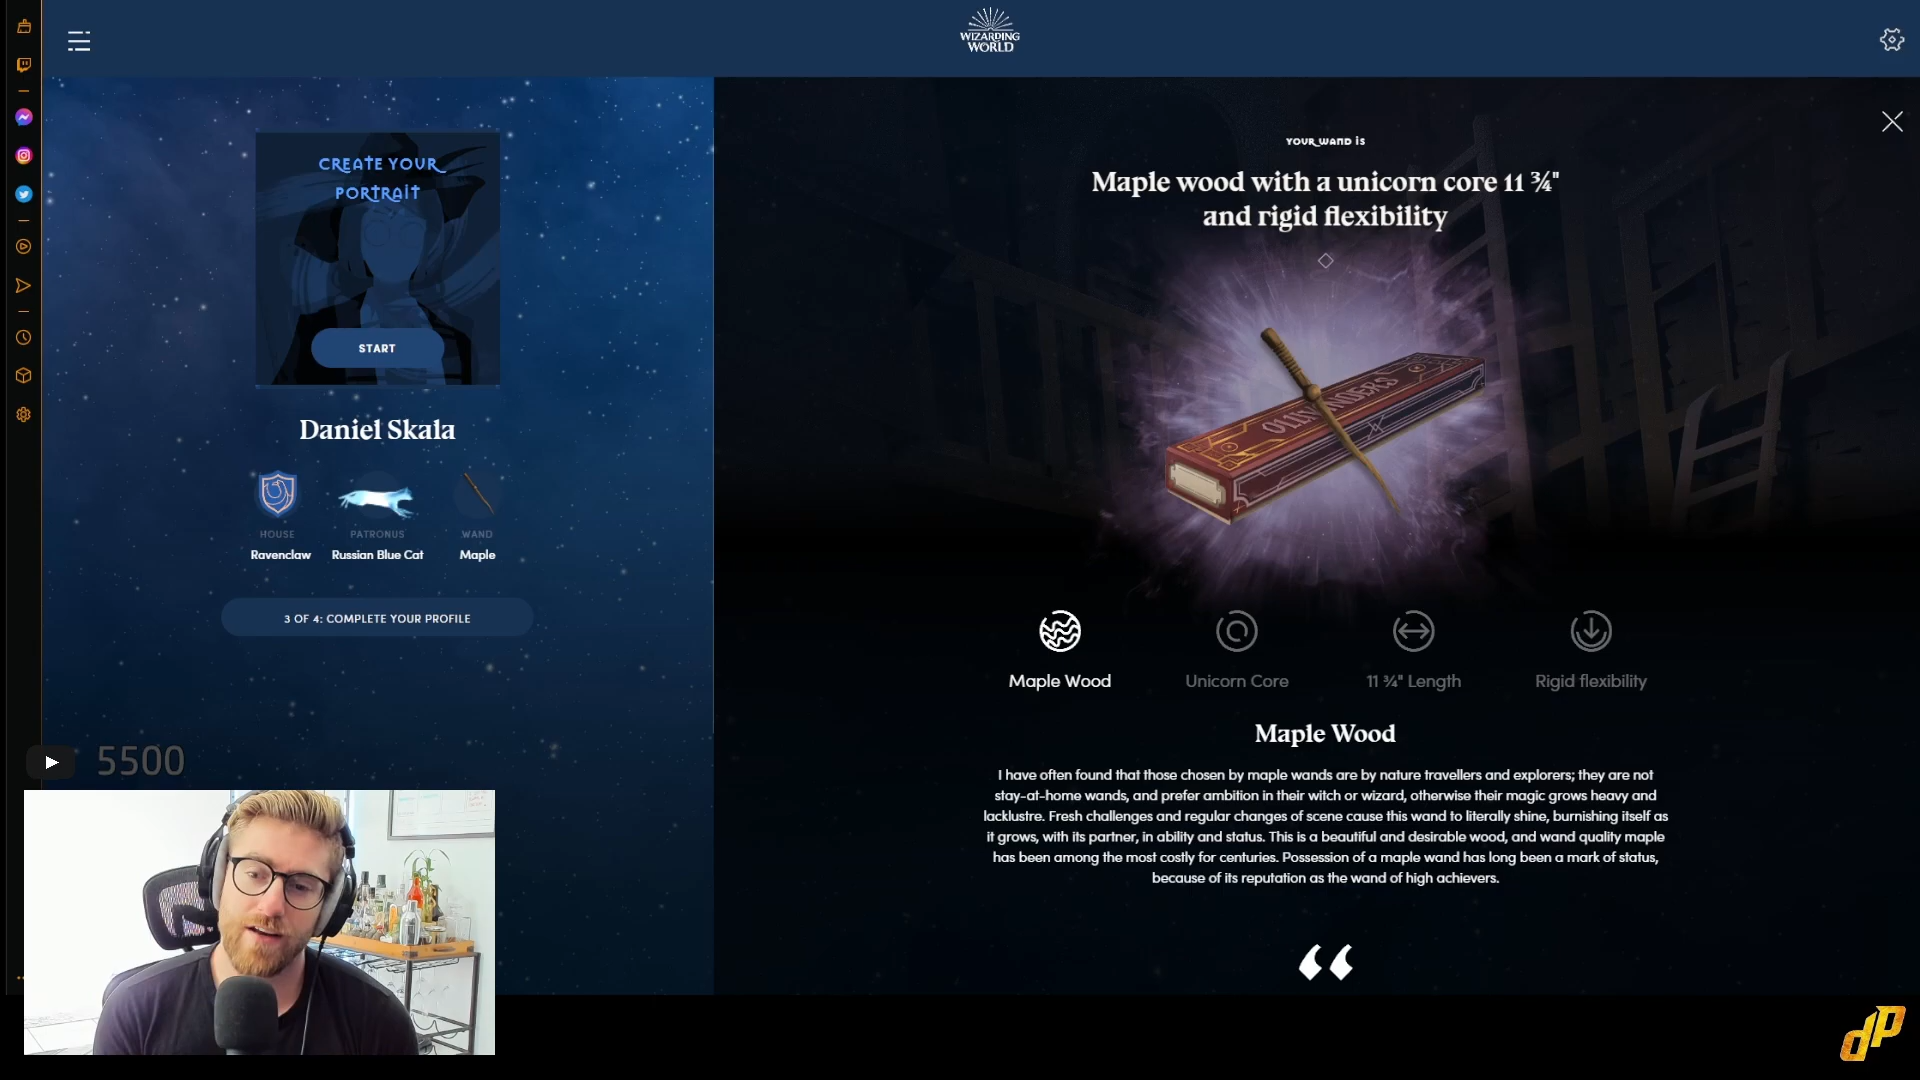 WIZARDING
WORLD
CREATE YOUR
PORTRAIT
START
Daniel Skala
HOUSE
PATRONUS
WAND
Ravenclaw
Russian Blue Cat
Maple
3 OF 4: COMPLETE YOUR PROFILE
5500
YOUR WAND IS
Maple wood with a unicorn core 11 ¾"
and rigid flexibility
OLLIVANDERS
Maple Wood
Unicorn Core
11 ¾" Length
Rigid flexibility
Maple Wood
I have often found that those chosen by maple wands are by nature travellers and explorers; they are not
stay-at-home wands, and prefer ambition in their witch or wizard, otherwise their magic grows heavy and
lacklustre. Fresh challenges and regular changes of scene cause this wand to literally shine, burnishing itself as
it grows, with its partner, in ability and status. This is a beautiful and desirable wood, and wand quality maple
has been among the most costly for centuries. Possession of a maple wand has long been a mark of status,
because of its reputation as the wand of high achievers.
“
dP